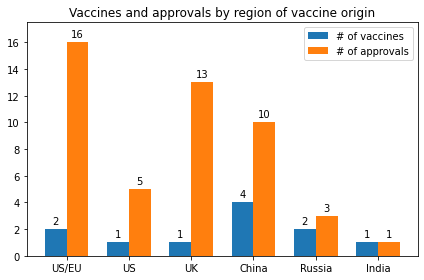 Vaccines and approvals by region of vaccine origin
# of vaccines
# of approvals
16
14
12
10
8
6
4
2
0
2
16
1
5
1
13
4
10
2
3
1
1
US/EU
US
UK
China
Russia
India